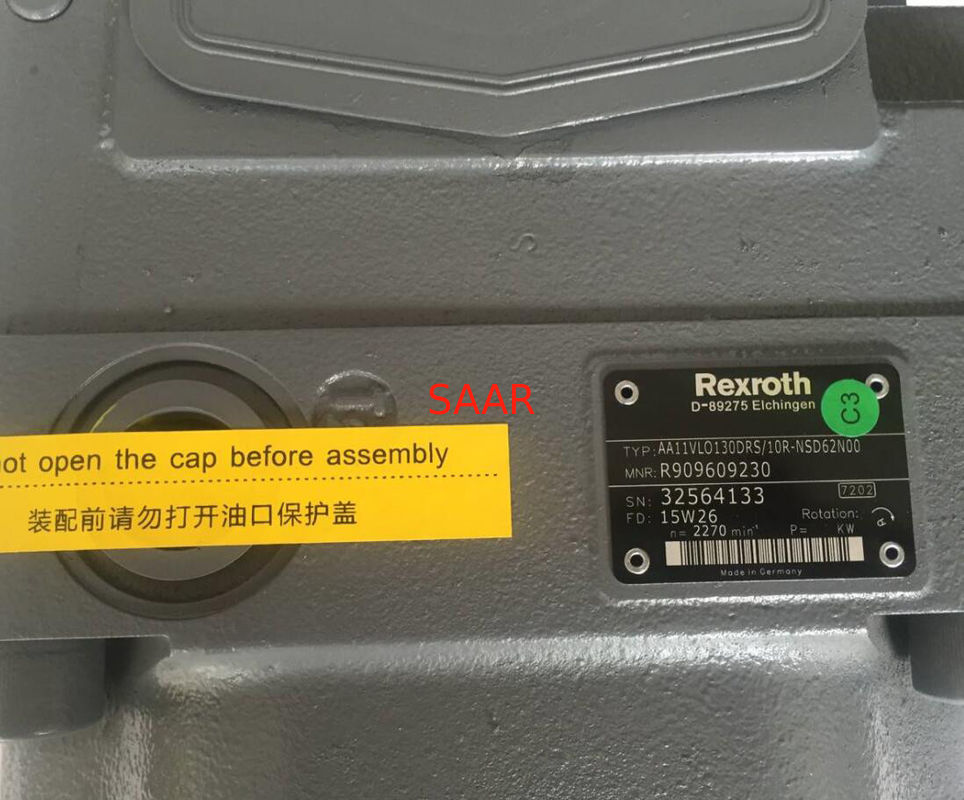 SAAR
not open the cap before assembly
装配前请勿打开油口保护盖
Rexroth
D-89275 Elchingen
C3
TYP: AA11VLO130DRS/10R-NSD62N00
MNR: R909609230
SN: 32564133
7202
FD: 15W26
Rotation:
n= 2270 min⁻¹ P= KW
Made in Germany